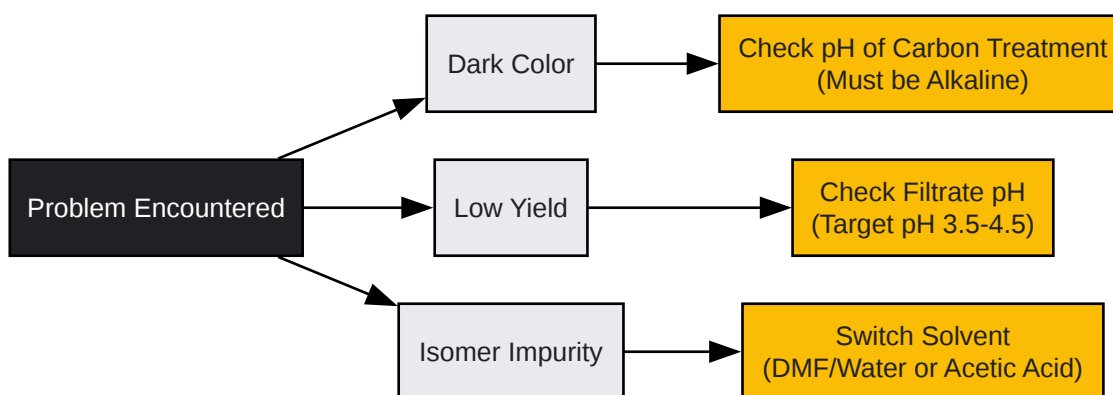 Dark Color
Check pH of Carbon Treatment
(Must be Alkaline)
Problem Encountered
Low Yield
Check Filtrate pH
(Target pH 3.5-4.5)
Isomer Impurity
Switch Solvent
(DMF/Water or Acetic Acid)